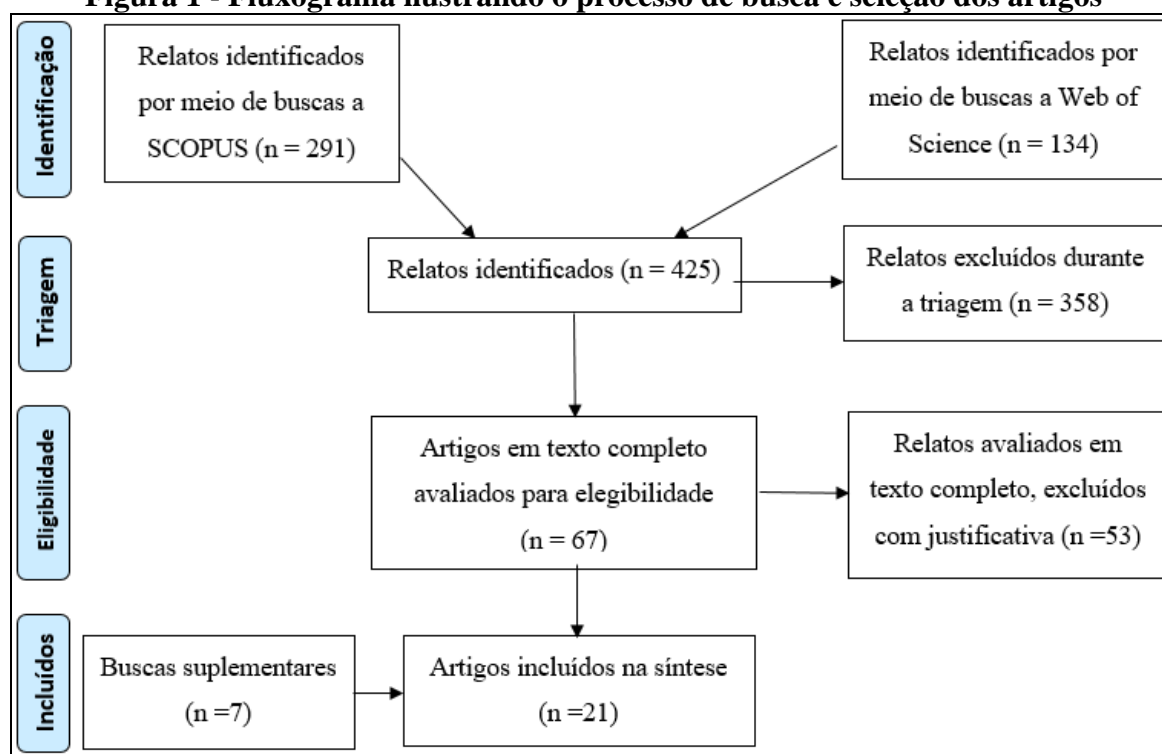 Figura 1 - Fluxograma ilustrando o processo de busca e seleção dos artigos
Identificação
Relatos identificados
por meio de buscas a
SCOPUS (n = 291)
Relatos identificados por
meio de buscas a Web of
Science (n = 134)
Triagem
Relatos identificados (n = 425)
Relatos excluídos durante
a triagem (n = 358)
Eligibilidade
Artigos em texto completo
avaliados para elegibilidade
(n = 67)
Relatos avaliados em
texto completo, excluídos
com justificativa (n =53)
Incluídos
Buscas suplementares
(n =7)
Artigos incluídos na síntese
(n =21)